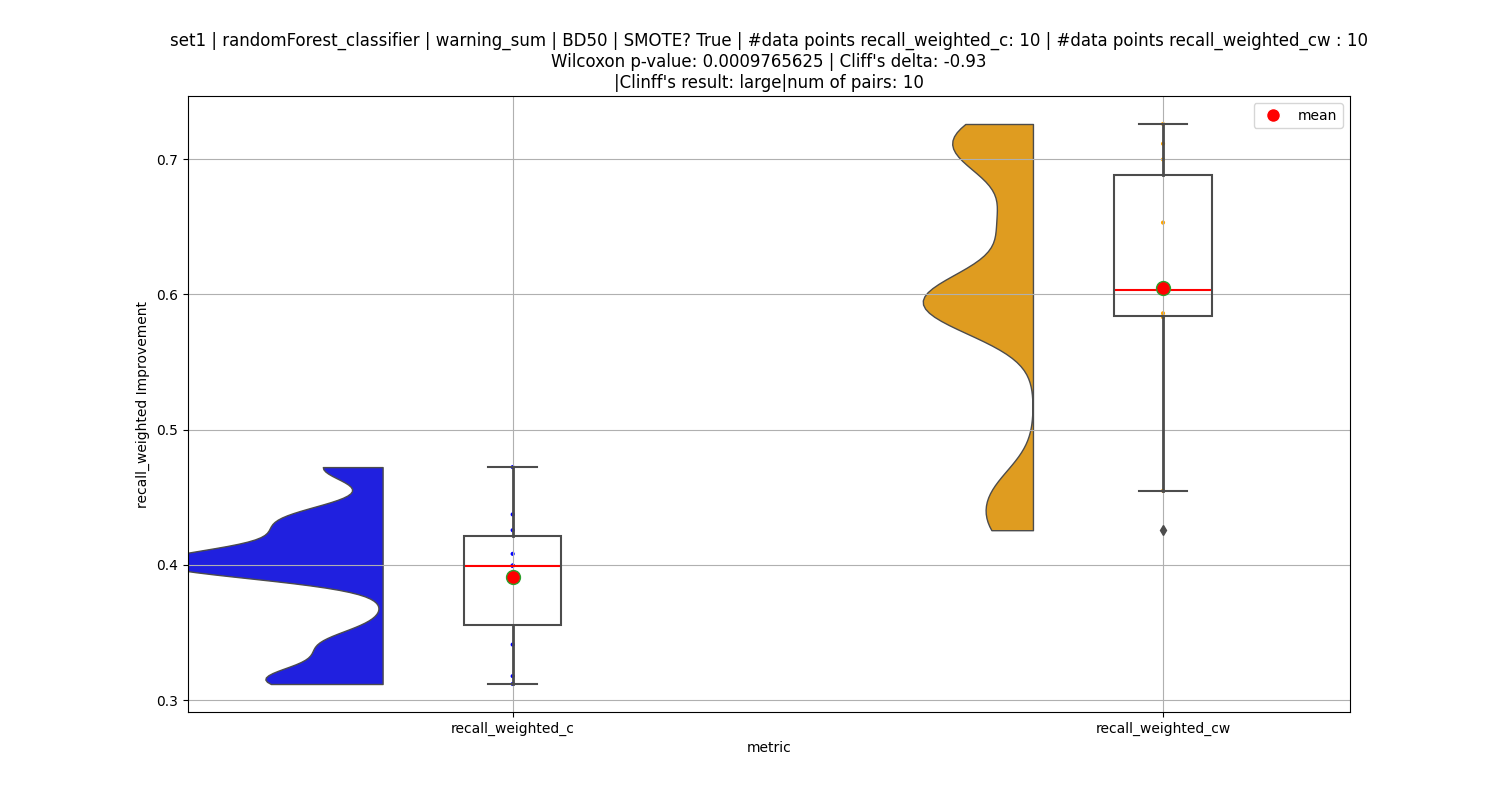 set1 | randomForest_classifier | warning_sum | BD50 | SMOTE? True | #data points recall_weighted_c: 10 | #data points recall_weighted_cw : 10
Wilcoxon p-value: 0.0009765625 | Cliff's delta: -0.93
|Clinff's result: large|num of pairs: 10
mean
0.7
0.6
0.5
0.4
0.3
recall_weighted Improvement
recall_weighted_c
recall_weighted_cw
metric